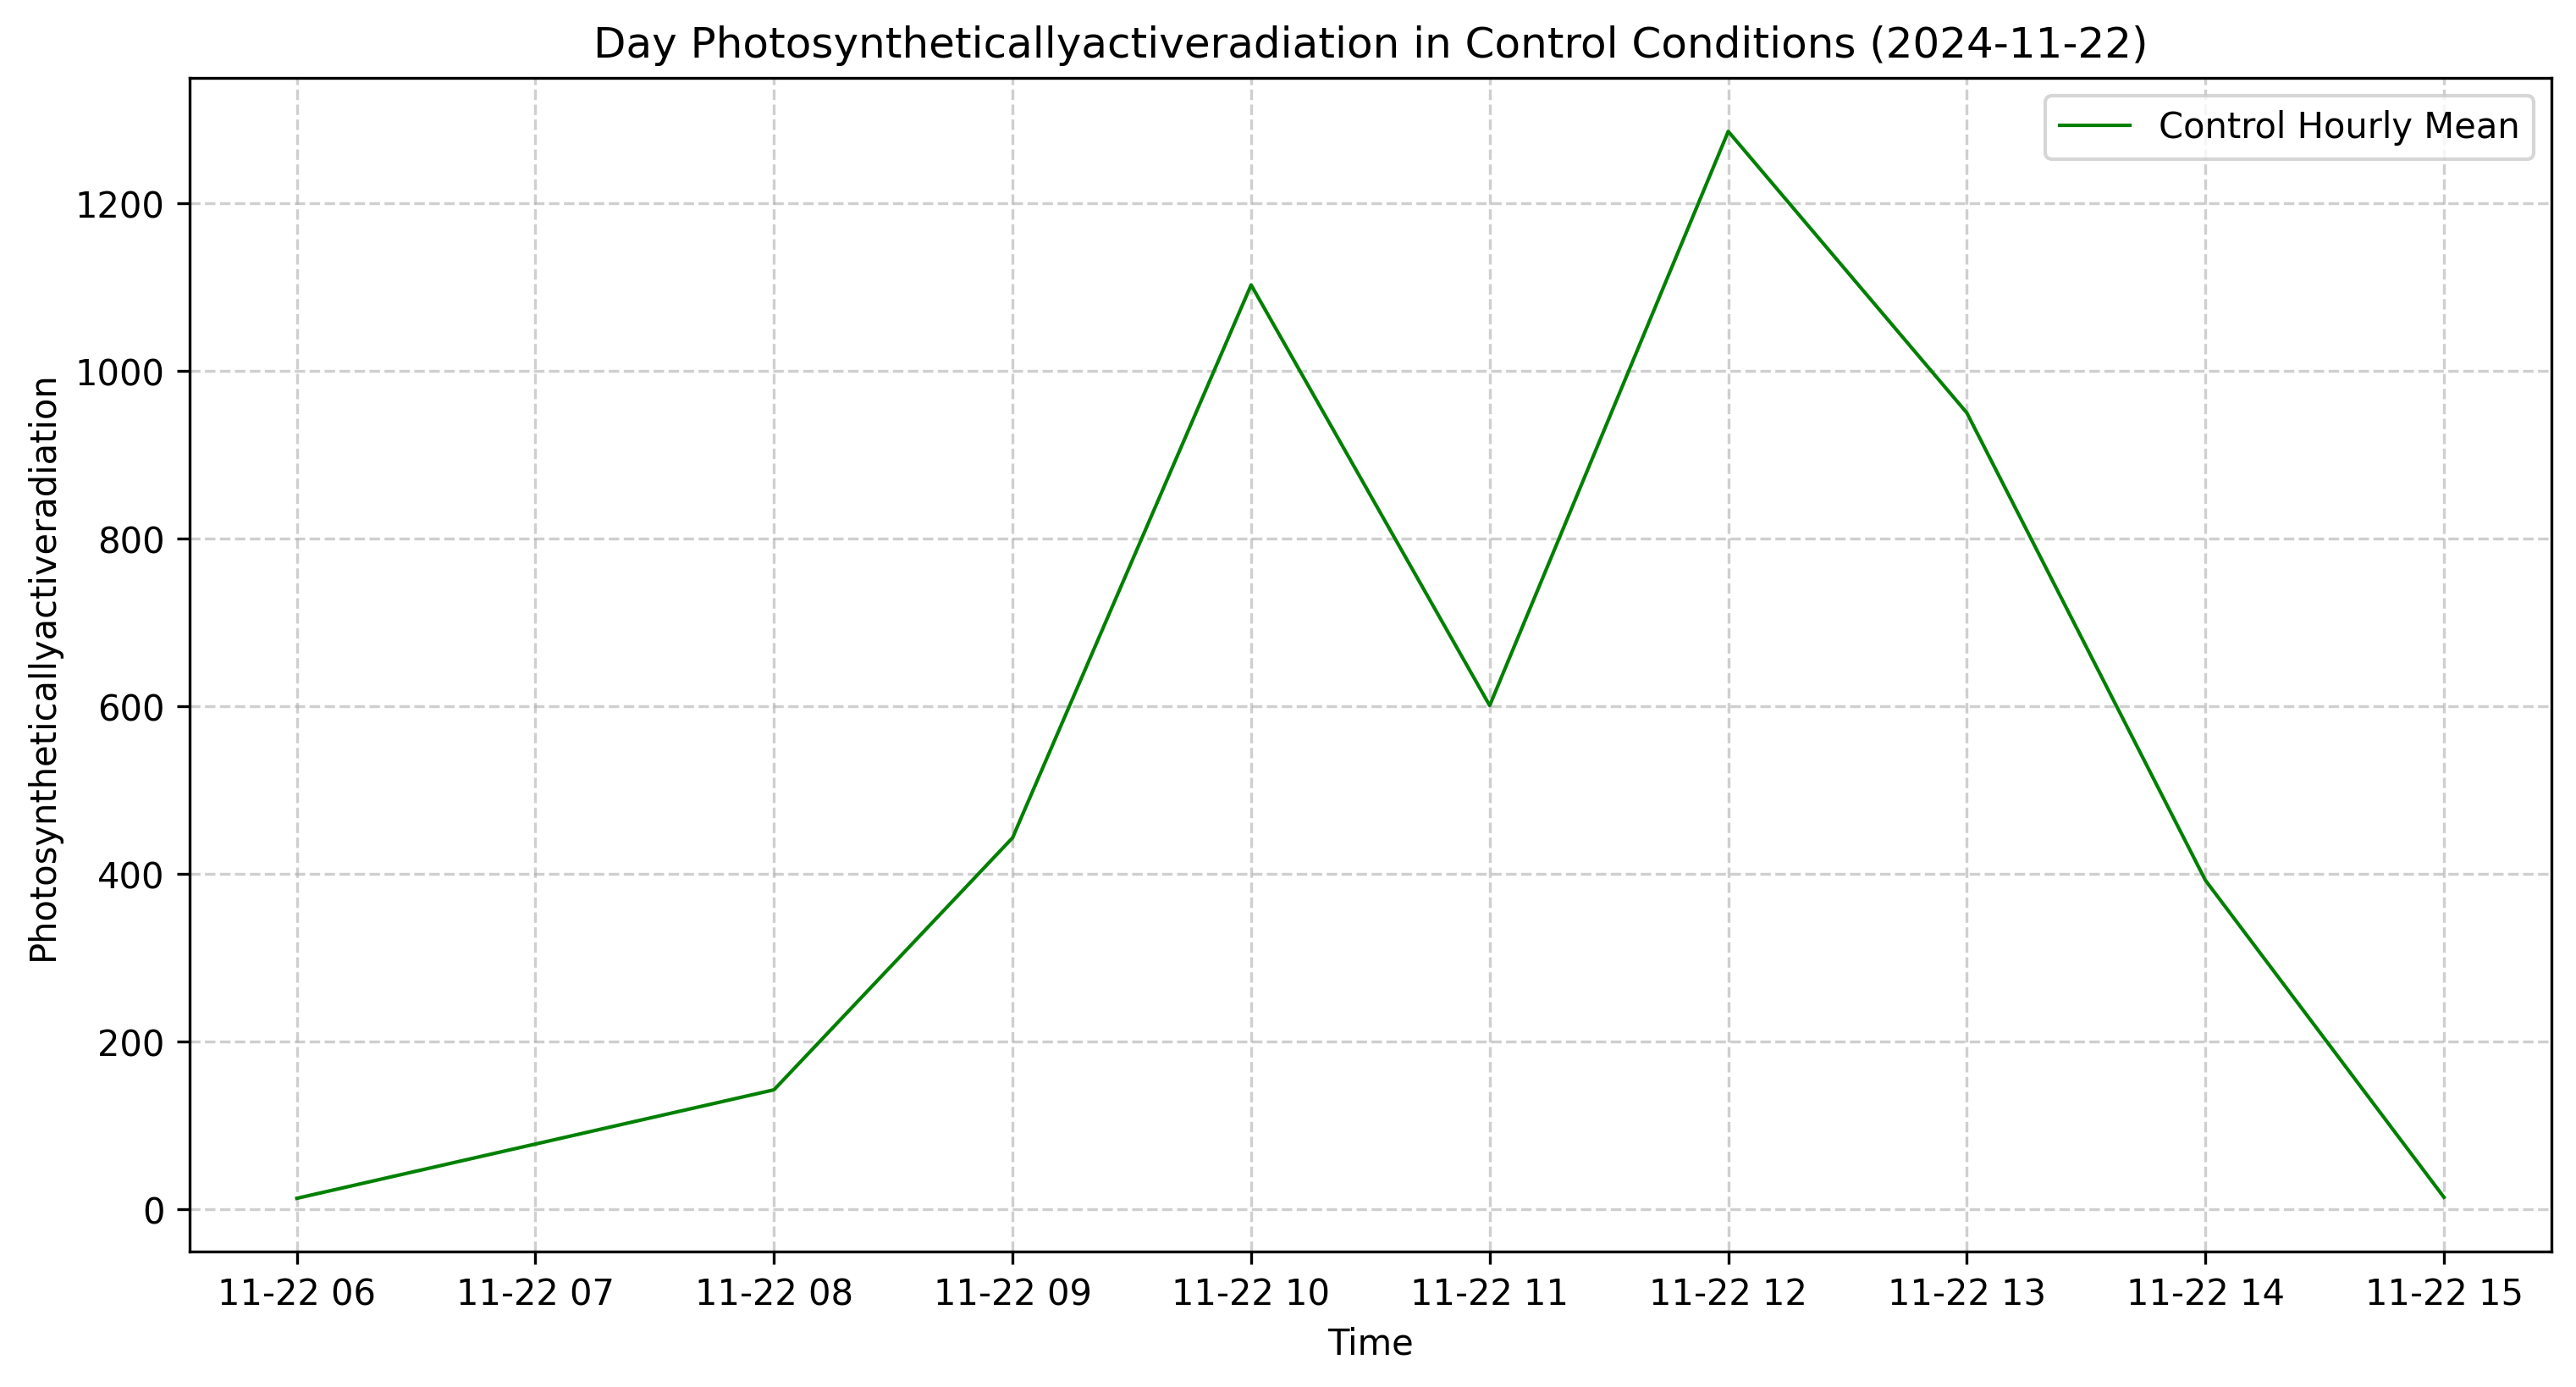 Day Photosyntheticallyactiveradiation in Control Conditions (2024-11-22)
Control Hourly Mean
Photosyntheticallyactiveradiation
1200
1000
800
600
400
200
0
11-22 06 11-22 07 11-22 08 11-22 09 11-22 10 11-22 11 11-22 12 11-22 13 11-22 14 11-22 15
Time